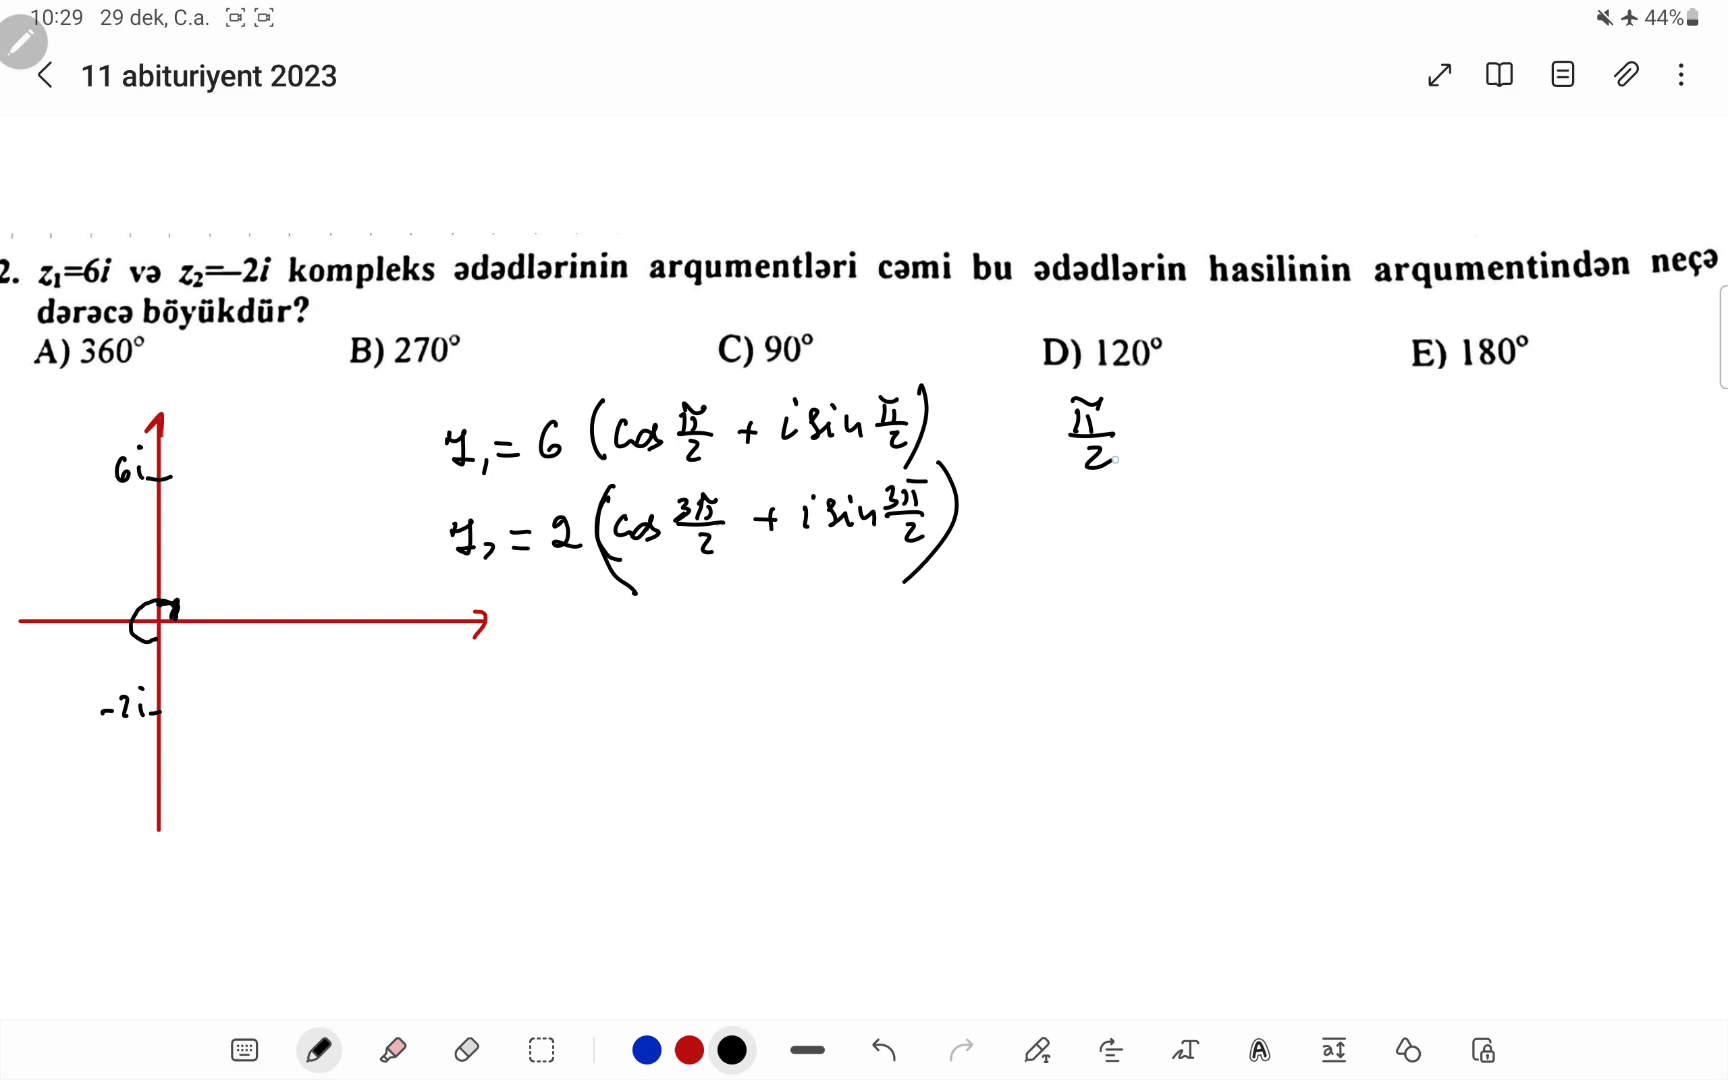 10:29 29 dek, C.a.
44%
11 abituriyent 2023
2. z₁=6i və z₂=—2i kompleks ədədlərinin arqumentləri cəmi bu ədədlərin hasilinin arqumentindən neçə
dərəcə böyükdür?
A) 360° B) 270° C) 90° D) 120° E) 180°
6i
-2i
z₁ = 6 (cos π/2 + i sin π/2)
z₂ = 2 (cos 3π/2 + i sin 3π/2)
π/2